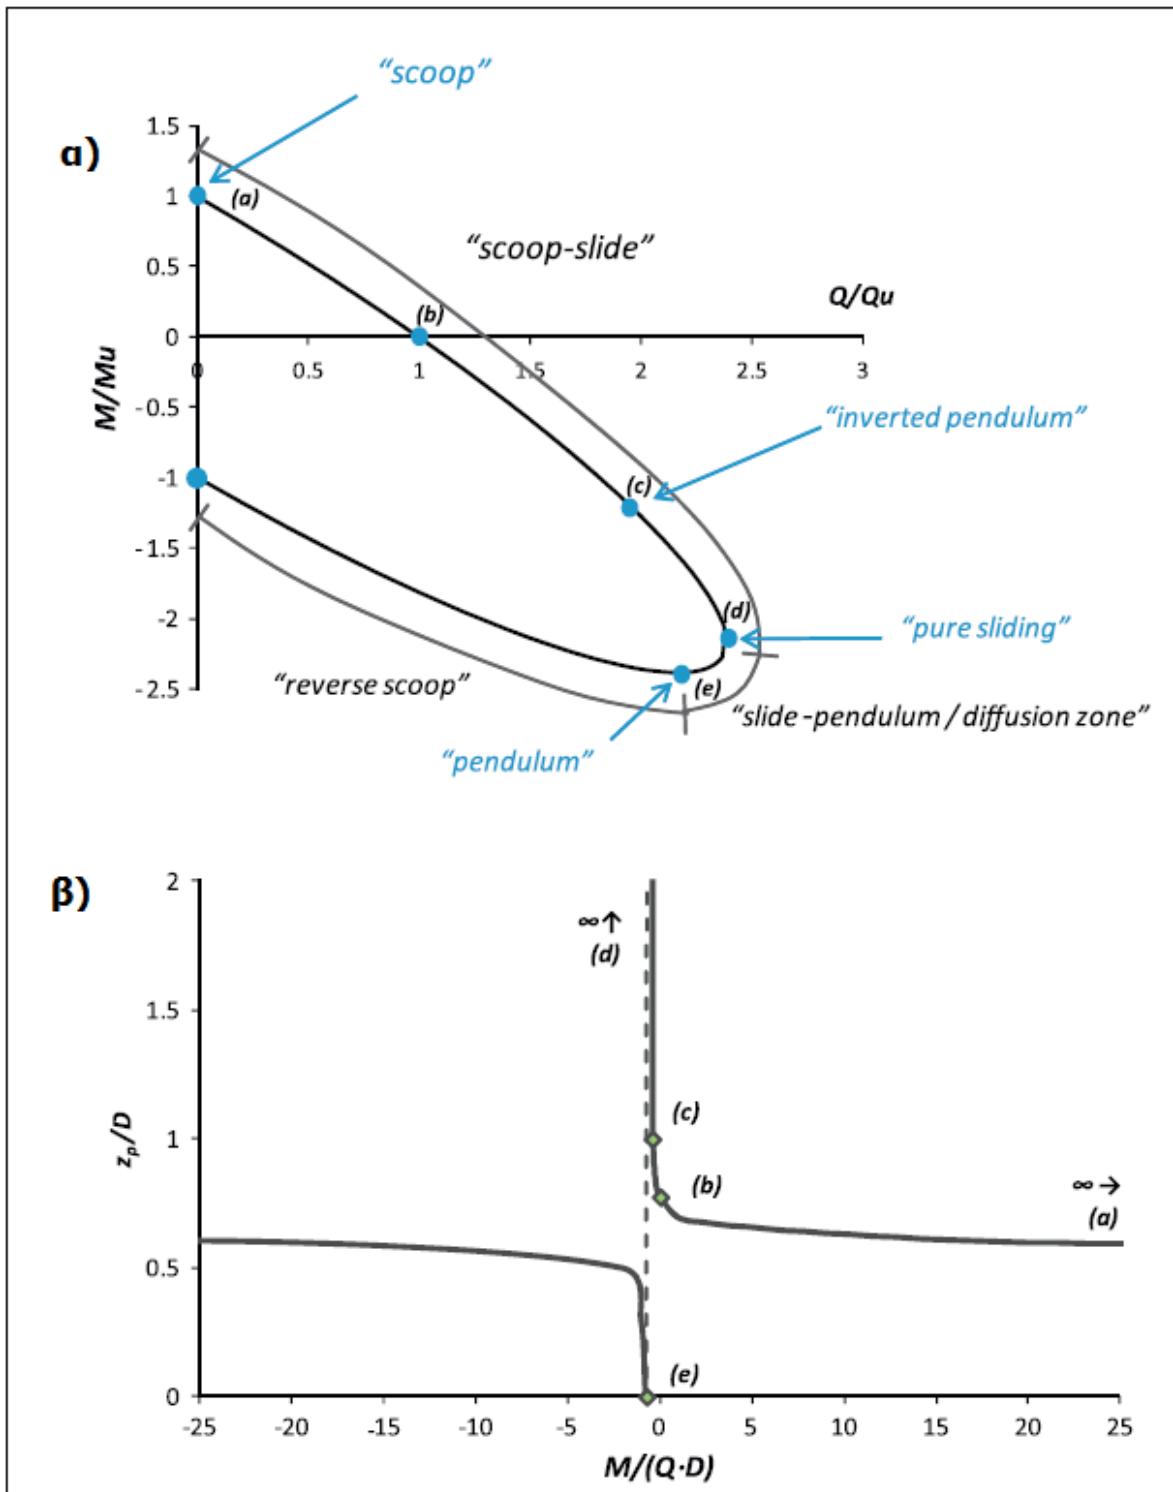 “scoop”
α)
1.5
1
(a)
“scoop-slide”
0.5
Q/Qu
(b)
0
0
0.5
1
1.5
2
2.5
3
M/Mu
-0.5
“inverted pendulum”
-1
(c)
-1.5
(d)
-2
“pure sliding”
-2.5
“reverse scoop”
(e)
“slide-pendulum / diffusion zone”
“pendulum”
β)
2
∞↑
(d)
1.5
z_p/D
1
(c)
(b)
∞→
(a)
0.5
(e)
0
-25
-20
-15
-10
-5
0
5
10
15
20
25
M/(Q·D)